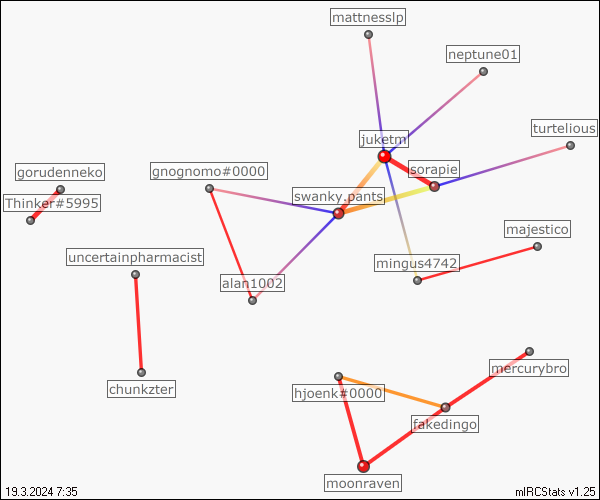 mattnesslp
neptune01
turtelious
juketm
sorapie
gorudenneko
gnognomo#0000
Thinker#5995
swanky.pants
majestico
uncertainpharmacist
mingus4742
alan1002
mercurybro
chunkzter
hjoenk#0000
fakedingo
moonraven
19.3.2024 7:35
mIRCStats v1.25